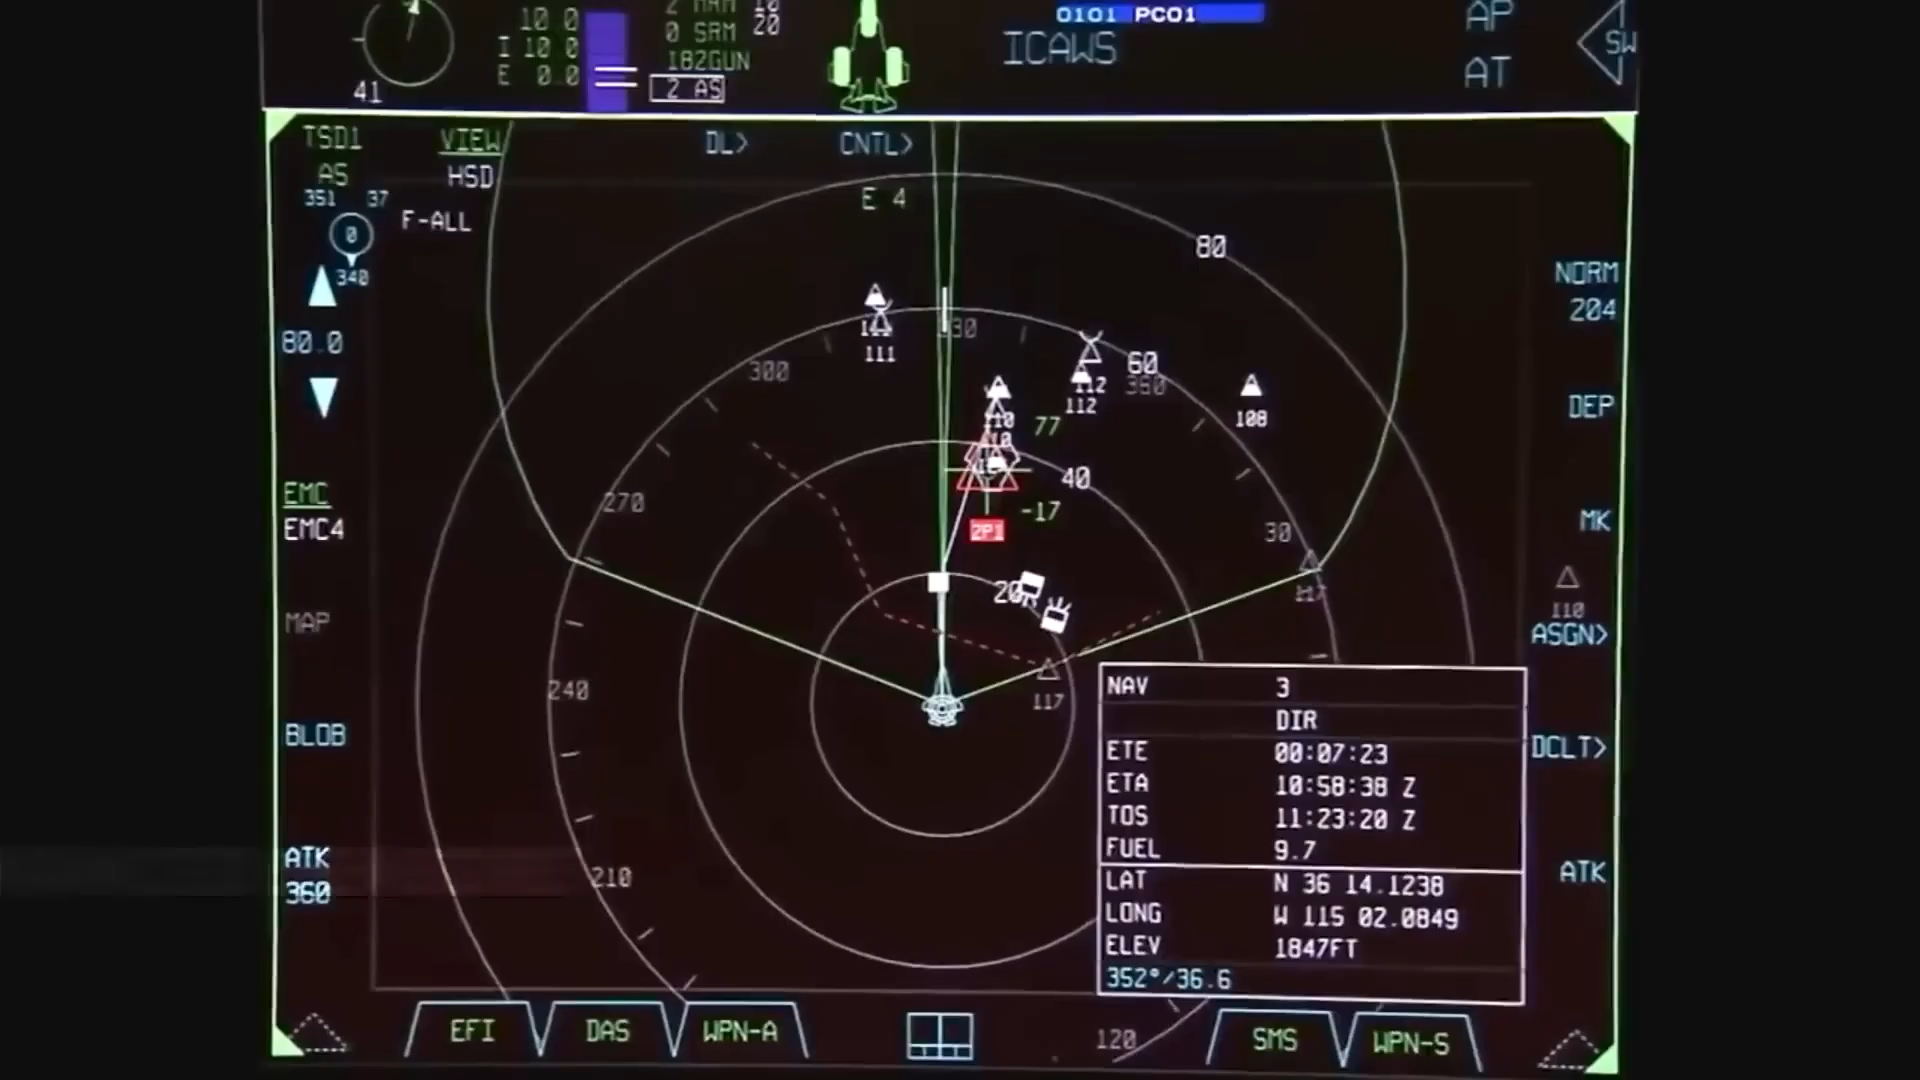 0101 PC01
10 0
I 10 0
E 0.0
20
0 SRM
182GUN
2 AS
41
ICAWS
AP
AT
SW
TSD1
AS
VIEW
HSD
DL>
CNTL>
351 37
0
340
F-ALL
E 4
80
80.0
NORM
204
111
300
60
360
112
112
108
77
DEP
40
270
-17
2P1
EMC
EMC4
MK
30
20
117
110
ASGN>
MAP
240
117
BLOB
DCLT>
NAV 3
DIR
ETE 00:07:23
ETA 10:58:38 Z
TOS 11:23:20 Z
FUEL 9.7
LAT N 36 14.1238
LONG W 115 02.0849
ELEV 1847FT
352°/36.6
ATK
360
210
ATK
EFI
DAS
WPN-A
120
SMS
WPN-S